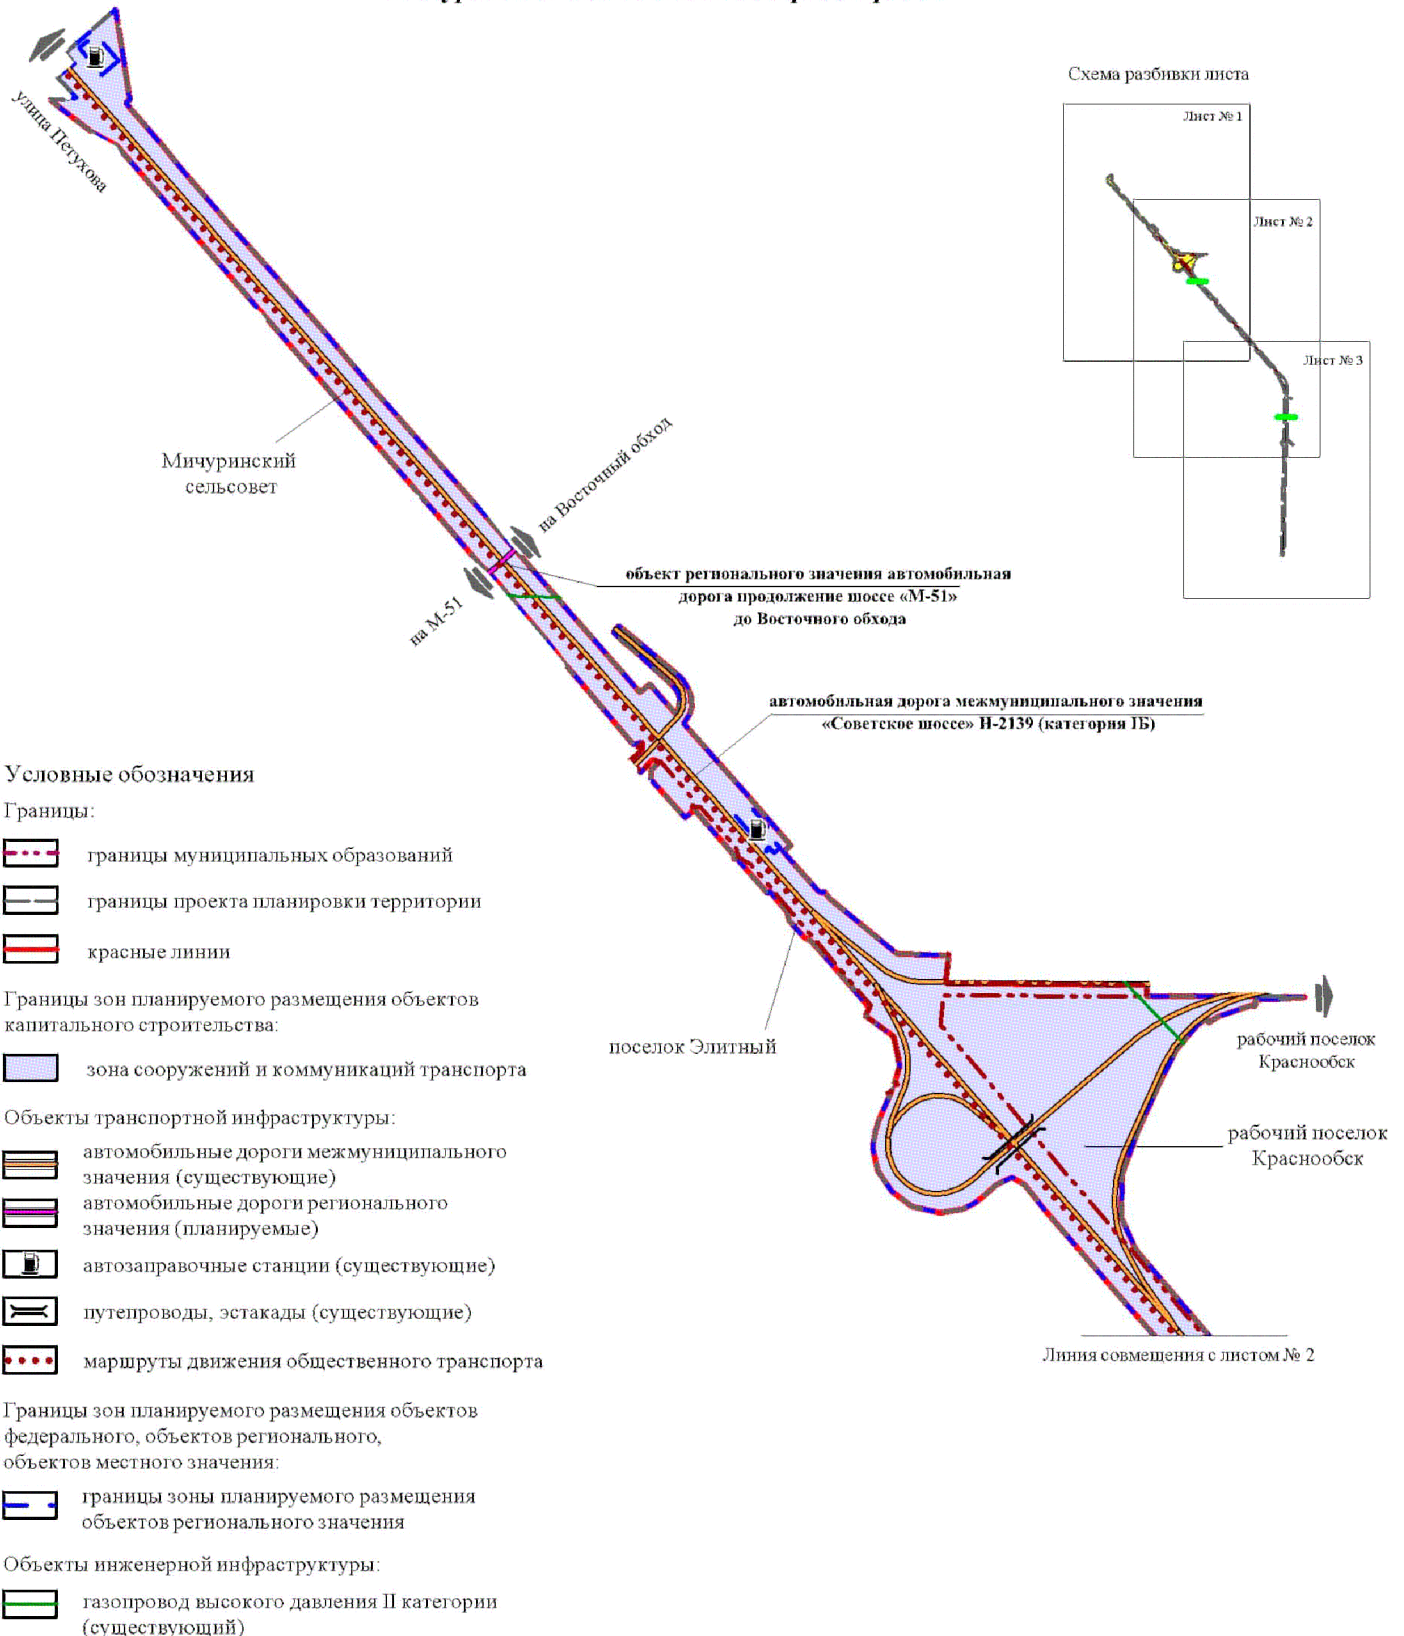 Схема разбивки листа
Лист № 1
Лист № 2
Лист № 3
улица Петухова
Мичуринский
сельсовет
на Восточный обход
на М-51
объект регионального значения автомобильная
дорога продолжение шоссе «М-51»
до Восточного обхода
автомобильная дорога межмуниципального значения
«Советское шоссе» Н-2139 (категория IБ)
поселок Элитный
рабочий поселок
Краснообск
рабочий поселок
Краснообск
Линия совмещения с листом № 2
Условные обозначения
Границы:
границы муниципальных образований
границы проекта планировки территории
красные линии
Границы зон планируемого размещения объектов
капитального строительства:
зона сооружений и коммуникаций транспорта
Объекты транспортной инфраструктуры:
автомобильные дороги межмуниципального
значения (существующие)
автомобильные дороги регионального
значения (планируемые)
автозаправочные станции (существующие)
путепроводы, эстакады (существующие)
маршруты движения общественного транспорта
Границы зон планируемого размещения объектов
федерального, объектов регионального,
объектов местного значения:
границы зоны планируемого размещения
объектов регионального значения
Объекты инженерной инфраструктуры:
газопровод высокого давления II категории
(существующий)